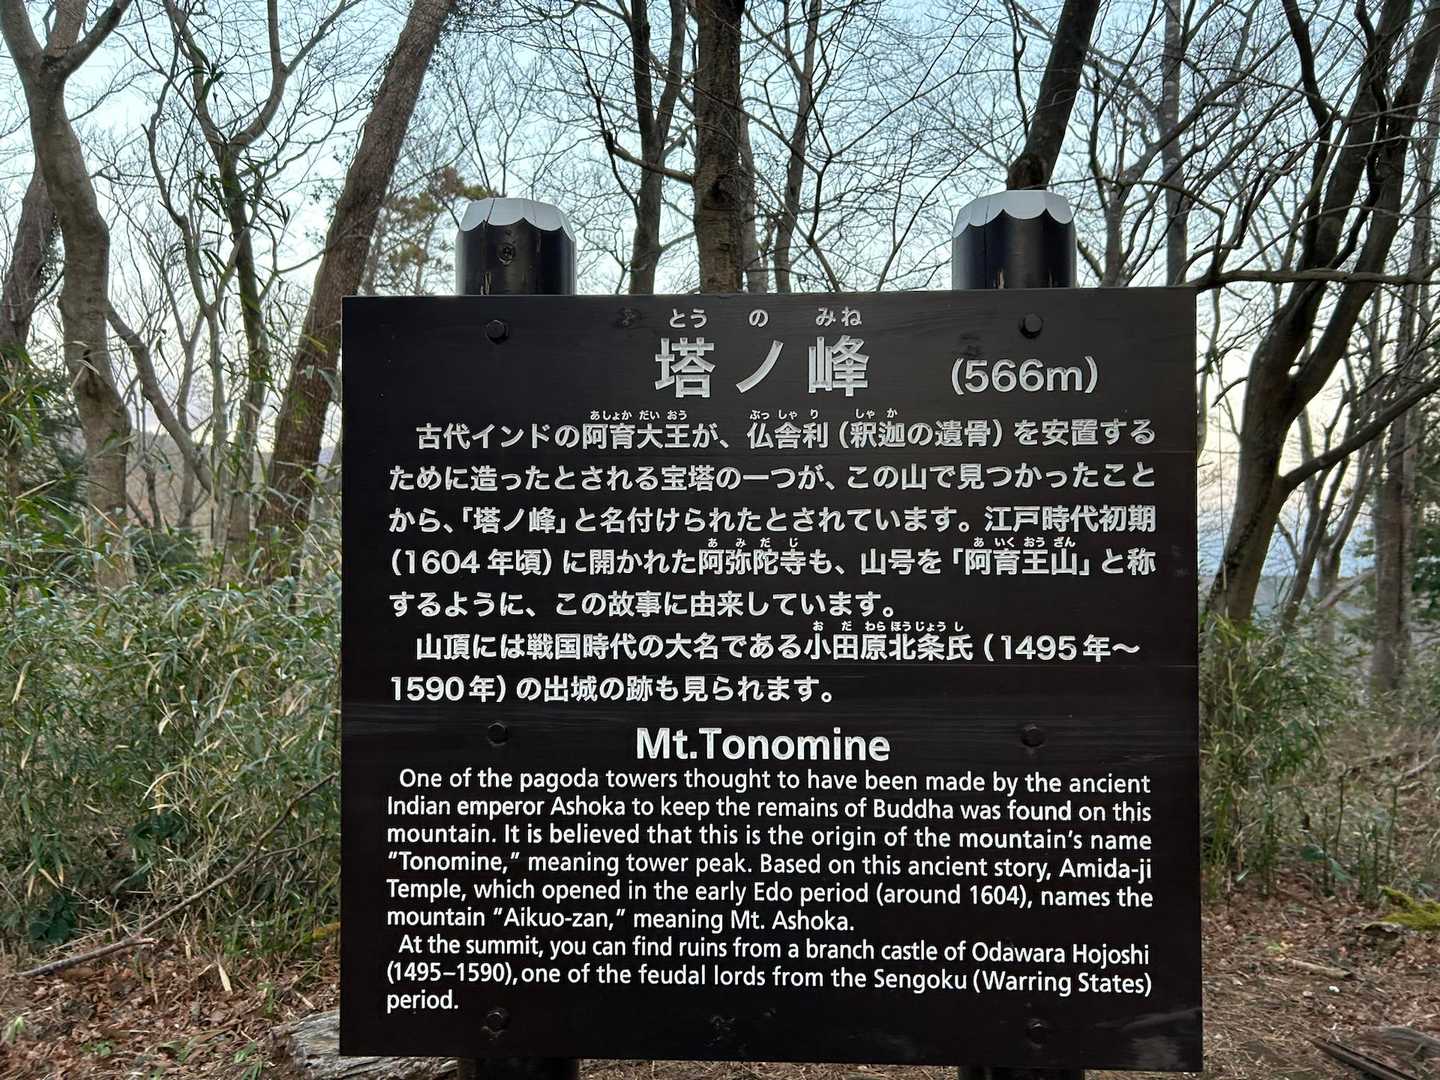 とう の みね
塔ノ峰 (566m)
あしょか だい おう ぶっ しゃ り しゃ か
古代インドの阿育大王が、仏舎利（釈迦の遺骨）を安置する
ために造ったとされる宝塔の一つが、この山で見つかったこと
から、「塔ノ峰」と名付けられたとされています。江戸時代初期
あ み だ じ あ いく おう ざん
（1604年頃）に開かれた阿弥陀寺も、山号を「阿育王山」と称
するように、この故事に由来しています。
お だ わら ほう じょう し
山頂には戦国時代の大名である小田原北条氏（1495年〜
1590年）の出城の跡も見られます。
Mt.Tonomine
One of the pagoda towers thought to have been made by the ancient
Indian emperor Ashoka to keep the remains of Buddha was found on this
mountain. It is believed that this is the origin of the mountain's name
"Tonomine," meaning tower peak. Based on this ancient story, Amida-ji
Temple, which opened in the early Edo period (around 1604), names the
mountain "Aikuo-zan," meaning Mt. Ashoka.
At the summit, you can find ruins from a branch castle of Odawara Hojoshi
(1495–1590), one of the feudal lords from the Sengoku (Warring States)
period.